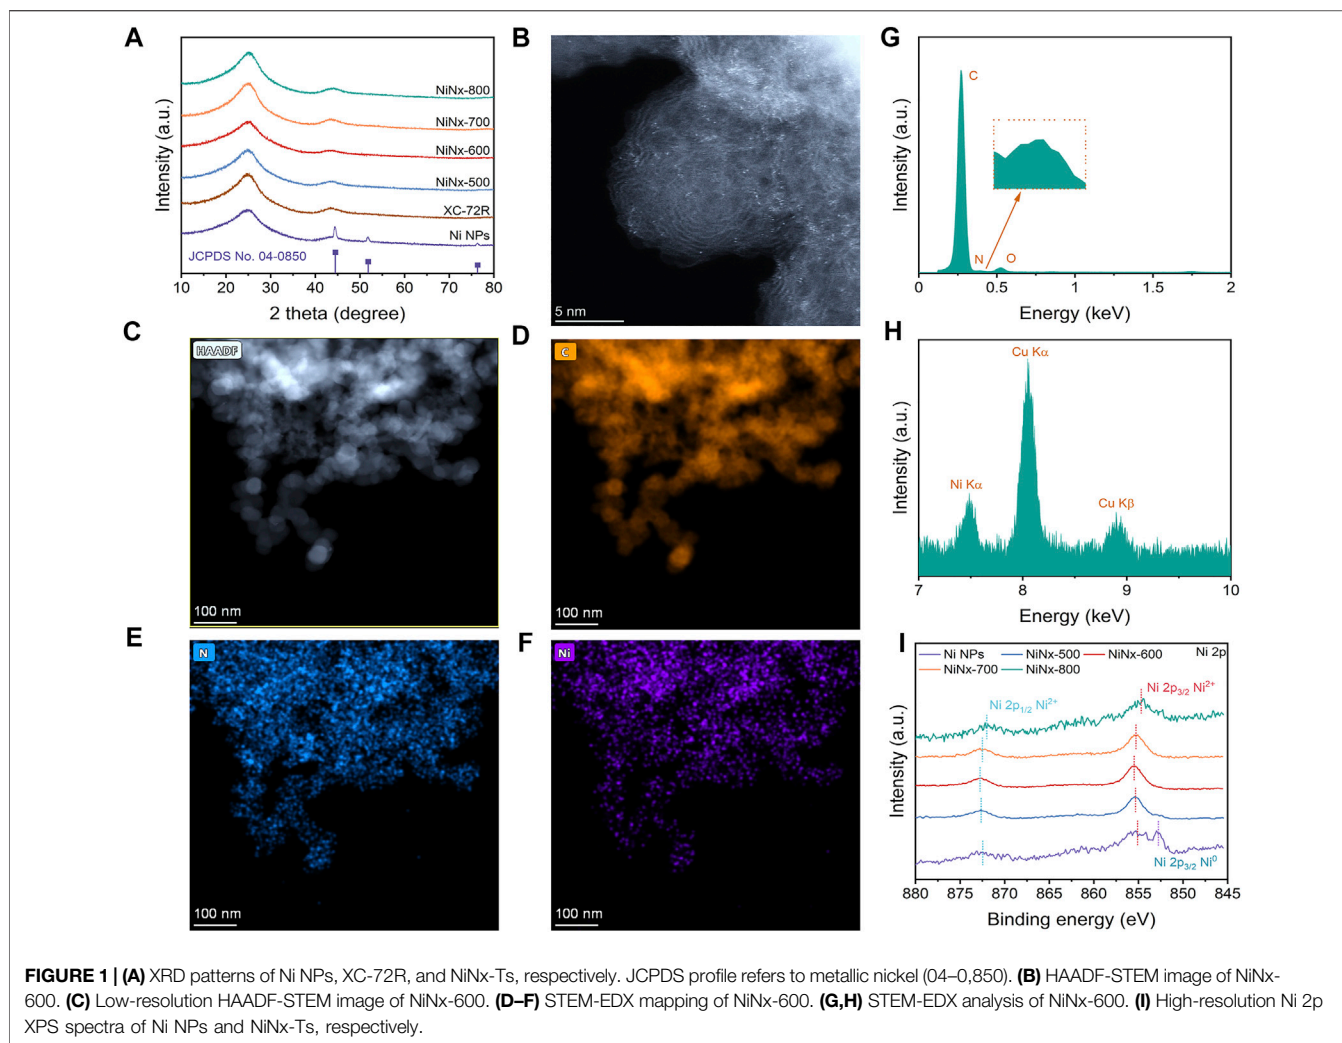 A
Intensity (a.u.)
NiNx-800
NiNx-700
NiNx-600
NiNx-500
XC-72R
Ni NPs
JCPDS No. 04-0850
10 20 30 40 50 60 70 80
2 theta (degree)
B
5 nm
G
Intensity (a.u.)
C
N
O
0 0.5 1 1.5 2
Energy (keV)
C
HAADF
100 nm
D
C
100 nm
H
Intensity (a.u.)
Cu Kα
Ni Kα
Cu Kβ
7 8 9 10
Energy (keV)
E
N
100 nm
F
Ni
100 nm
I
Intensity (a.u.)
Ni NPs NiNx-500 NiNx-600 Ni 2p
NiNx-700 NiNx-800
Ni 2p3/2 Ni2+
Ni 2p1/2 Ni2+
Ni 2p3/2 Ni0
880 875 870 865 860 855 850 845
Binding energy (eV)
FIGURE 1 | (A) XRD patterns of Ni NPs, XC-72R, and NiNx-Ts, respectively. JCPDS profile refers to metallic nickel (04–0,850). (B) HAADF-STEM image of NiNx-
600. (C) Low-resolution HAADF-STEM image of NiNx-600. (D–F) STEM-EDX mapping of NiNx-600. (G,H) STEM-EDX analysis of NiNx-600. (I) High-resolution Ni 2p
XPS spectra of Ni NPs and NiNx-Ts, respectively.